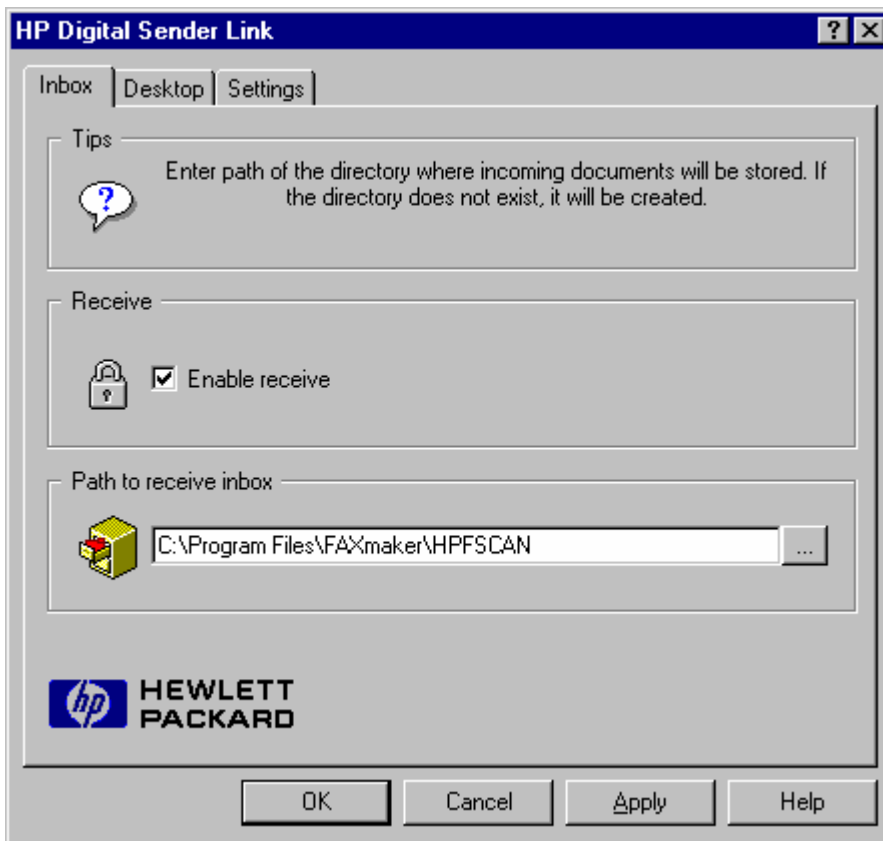 HP Digital Sender Link
Inbox Desktop Settings
Tips
Enter path of the directory where incoming documents will be stored. If
the directory does not exist, it will be created.
Receive
Enable receive
Path to receive inbox
C:\Program Files\FAXmaker\HPFSCAN
...
hp HEWLETT
PACKARD
OK Cancel Apply Help